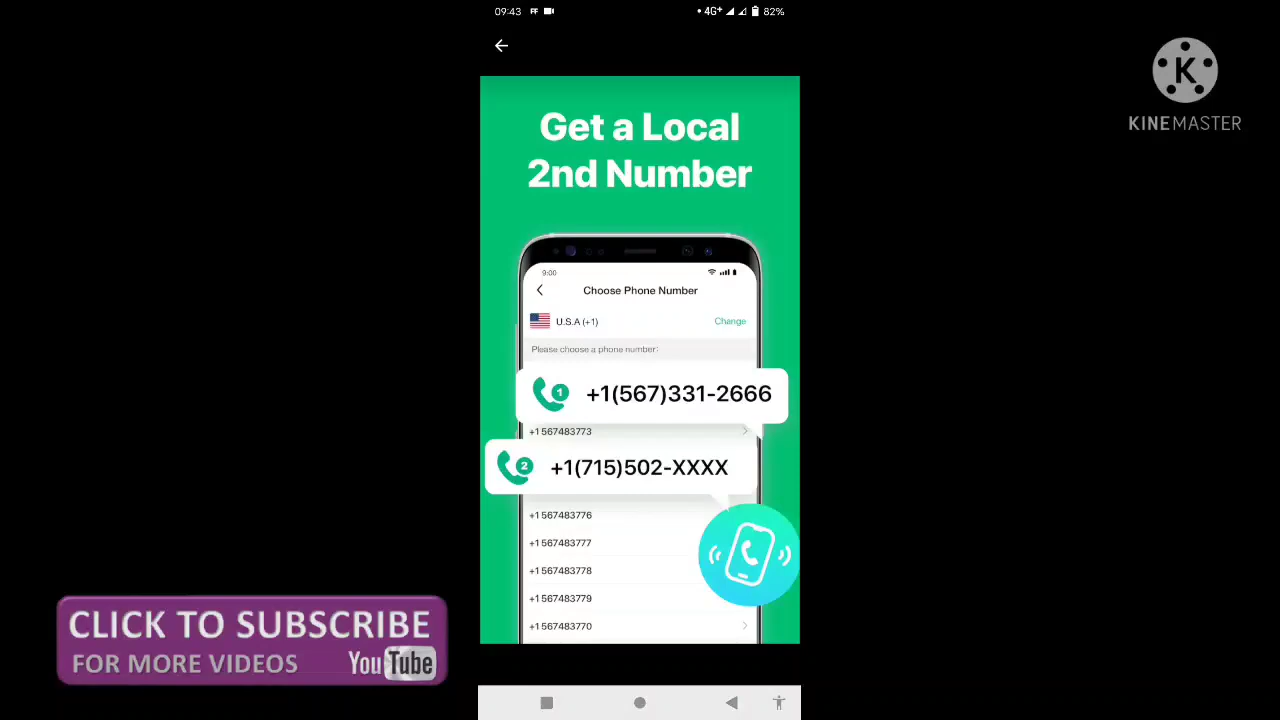 09:43
4G+
82%
K
KINEMASTER
Get a Local
2nd Number
9:00
Choose Phone Number
U.S.A (+1)
Change
Please choose a phone number:
1
+1(567)331-2666
+1 567483773
2
+1(715)502-XXXX
+1 567483776
+1 567483777
+1 567483778
+1 567483779
+1 567483770
CLICK TO SUBSCRIBE
FOR MORE VIDEOS YouTube